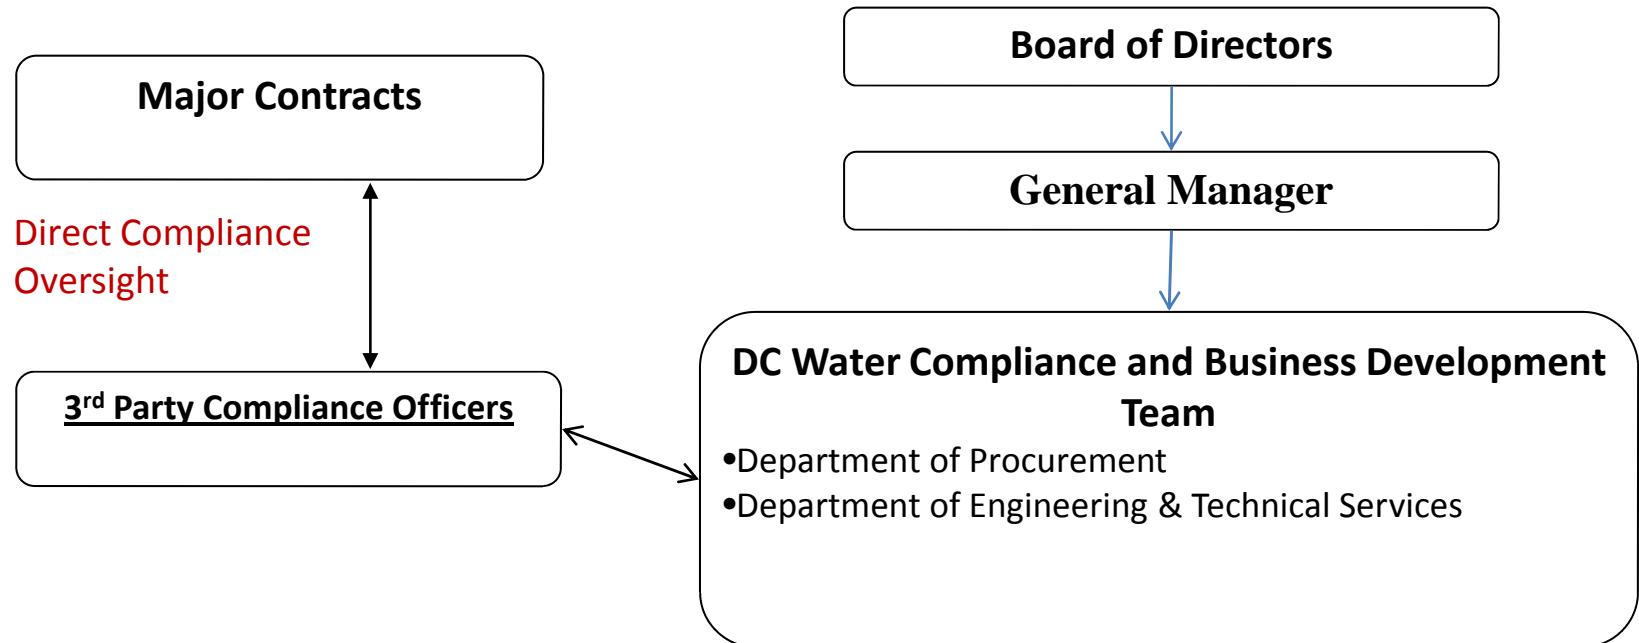 Major Contracts
Direct Compliance
Oversight
3rd Party Compliance Officers
Board of Directors
General Manager
DC Water Compliance and Business Development
Team
•Department of Procurement
•Department of Engineering & Technical Services